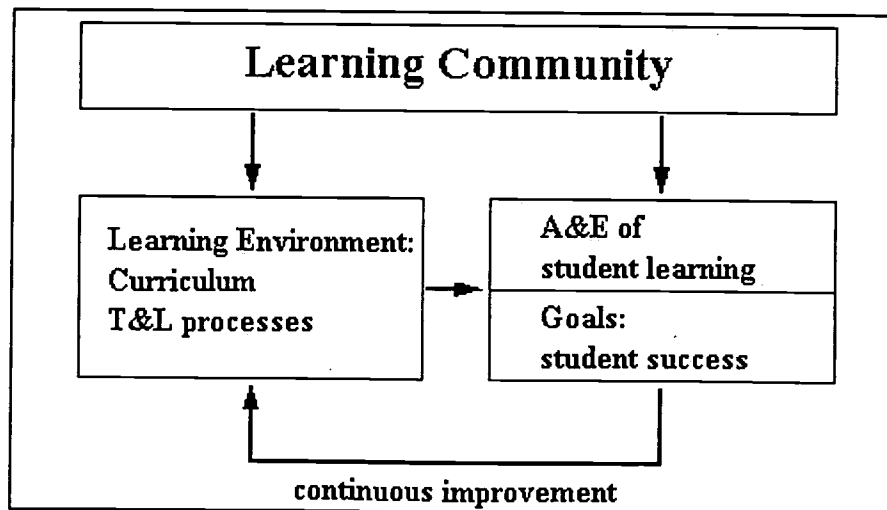 Learning Community
Learning Environment:
Curriculum
T&L processes
A&E of
student learning
Goals:
student success
continuous improvement